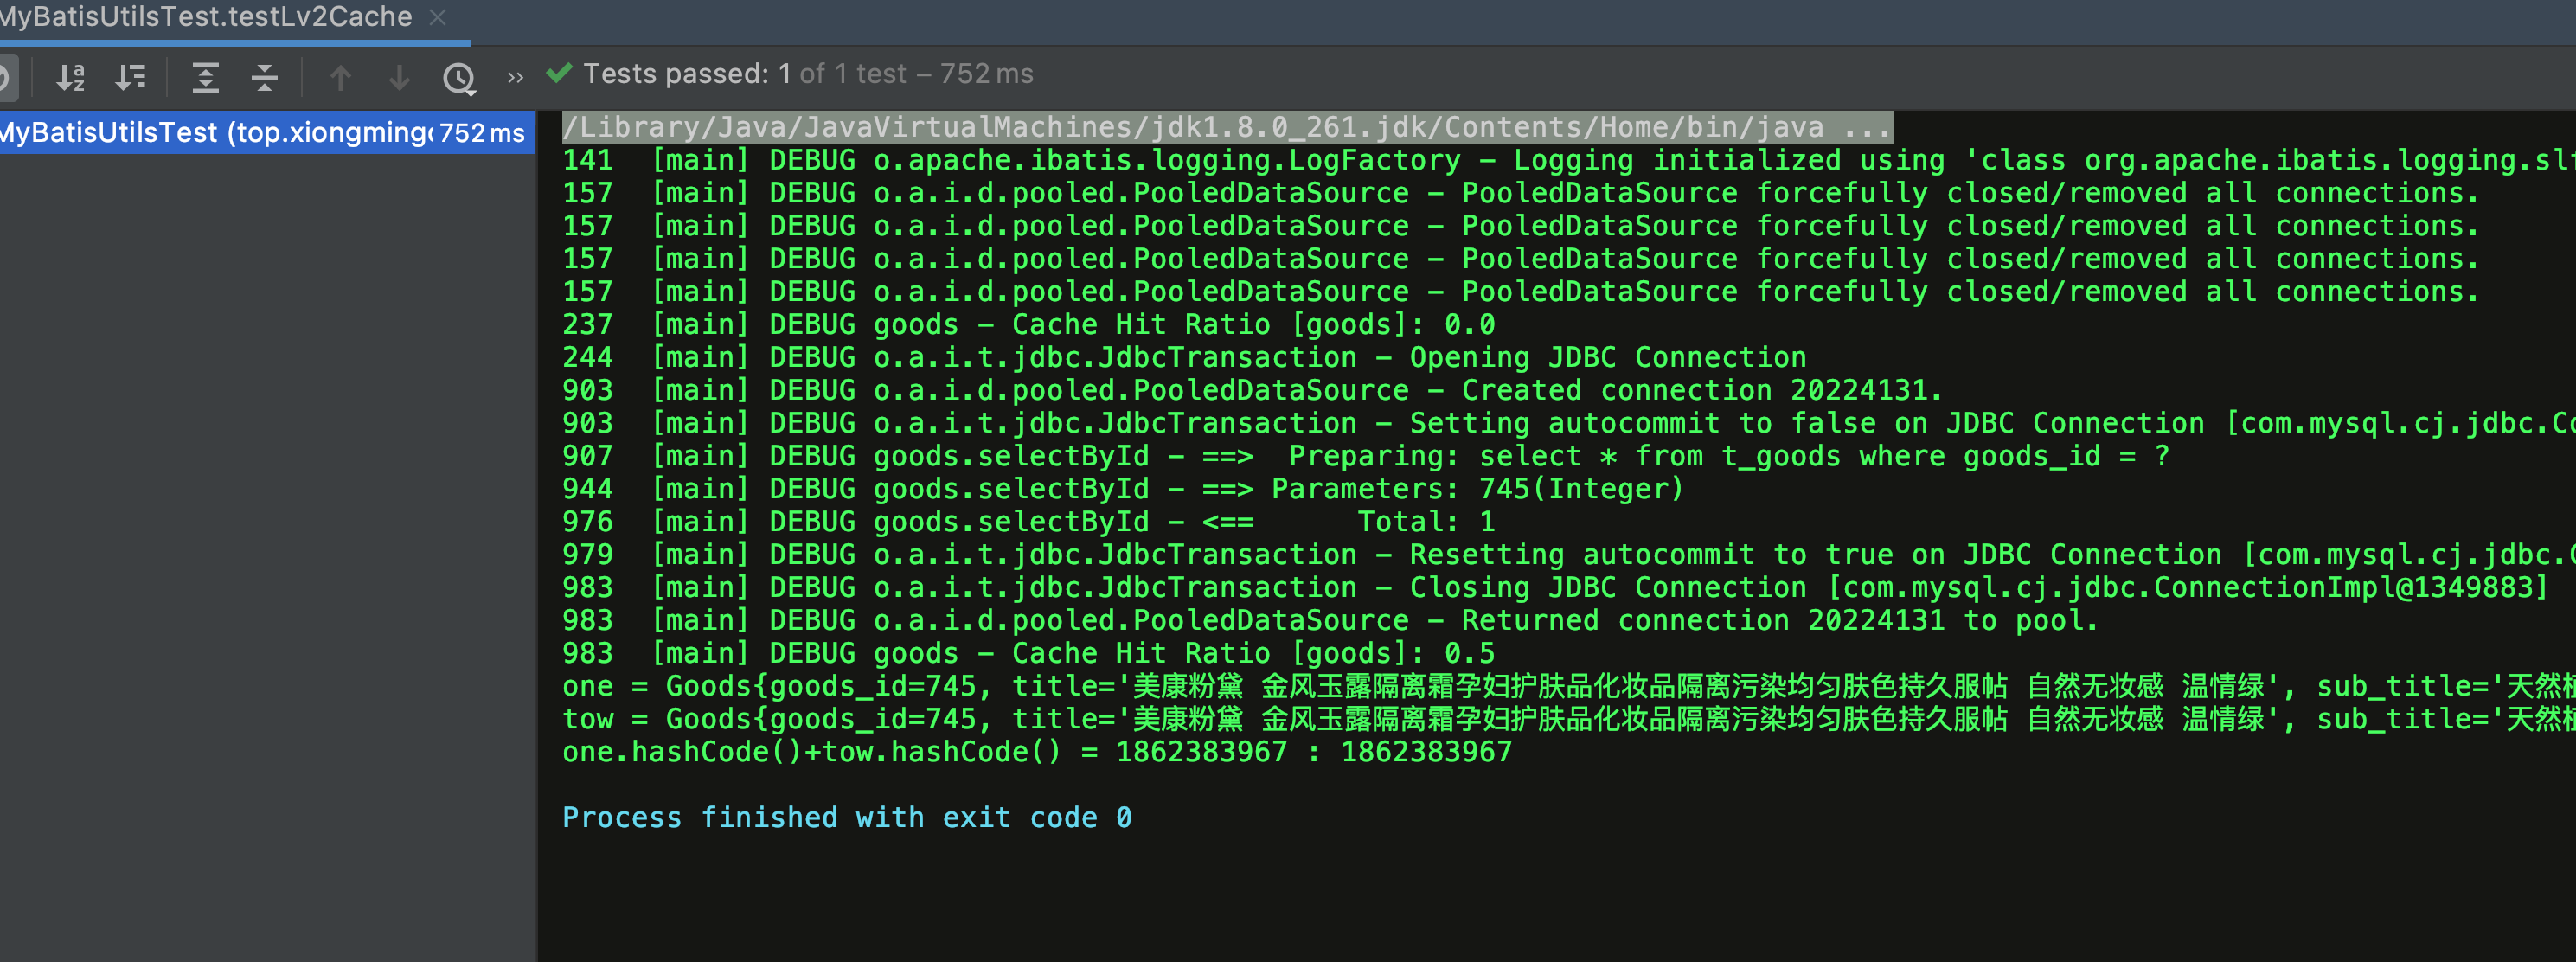 MyBatisUtilsTest.testLv2Cache
Tests passed: 1 of 1 test – 752 ms
MyBatisUtilsTest (top.xiongming 752 ms
/Library/Java/JavaVirtualMachines/jdk1.8.0_261.jdk/Contents/Home/bin/java ...
141  [main] DEBUG o.apache.ibatis.logging.LogFactory – Logging initialized using 'class org.apache.ibatis.logging.sl
157  [main] DEBUG o.a.i.d.pooled.PooledDataSource – PooledDataSource forcefully closed/removed all connections.
157  [main] DEBUG o.a.i.d.pooled.PooledDataSource – PooledDataSource forcefully closed/removed all connections.
157  [main] DEBUG o.a.i.d.pooled.PooledDataSource – PooledDataSource forcefully closed/removed all connections.
157  [main] DEBUG o.a.i.d.pooled.PooledDataSource – PooledDataSource forcefully closed/removed all connections.
237  [main] DEBUG goods – Cache Hit Ratio [goods]: 0.0
244  [main] DEBUG o.a.i.t.jdbc.JdbcTransaction – Opening JDBC Connection
903  [main] DEBUG o.a.i.d.pooled.PooledDataSource – Created connection 20224131.
903  [main] DEBUG o.a.i.t.jdbc.JdbcTransaction – Setting autocommit to false on JDBC Connection [com.mysql.cj.jdbc.Co
907  [main] DEBUG goods.selectById – ==>  Preparing: select * from t_goods where goods_id = ?
944  [main] DEBUG goods.selectById – ==> Parameters: 745(Integer)
976  [main] DEBUG goods.selectById – <==      Total: 1
979  [main] DEBUG o.a.i.t.jdbc.JdbcTransaction – Resetting autocommit to true on JDBC Connection [com.mysql.cj.jdbc.C
983  [main] DEBUG o.a.i.t.jdbc.JdbcTransaction – Closing JDBC Connection [com.mysql.cj.jdbc.ConnectionImpl@1349883]
983  [main] DEBUG o.a.i.d.pooled.PooledDataSource – Returned connection 20224131 to pool.
983  [main] DEBUG goods – Cache Hit Ratio [goods]: 0.5
one = Goods{goods_id=745, title='美康粉黛 金风玉露隔离霜孕妇护肤品化妆品隔离污染均匀肤色持久服帖 自然无妆感 温情绿', sub_title='天然植
tow = Goods{goods_id=745, title='美康粉黛 金风玉露隔离霜孕妇护肤品化妆品隔离污染均匀肤色持久服帖 自然无妆感 温情绿', sub_title='天然植
one.hashCode()+tow.hashCode() = 1862383967 : 1862383967
Process finished with exit code 0